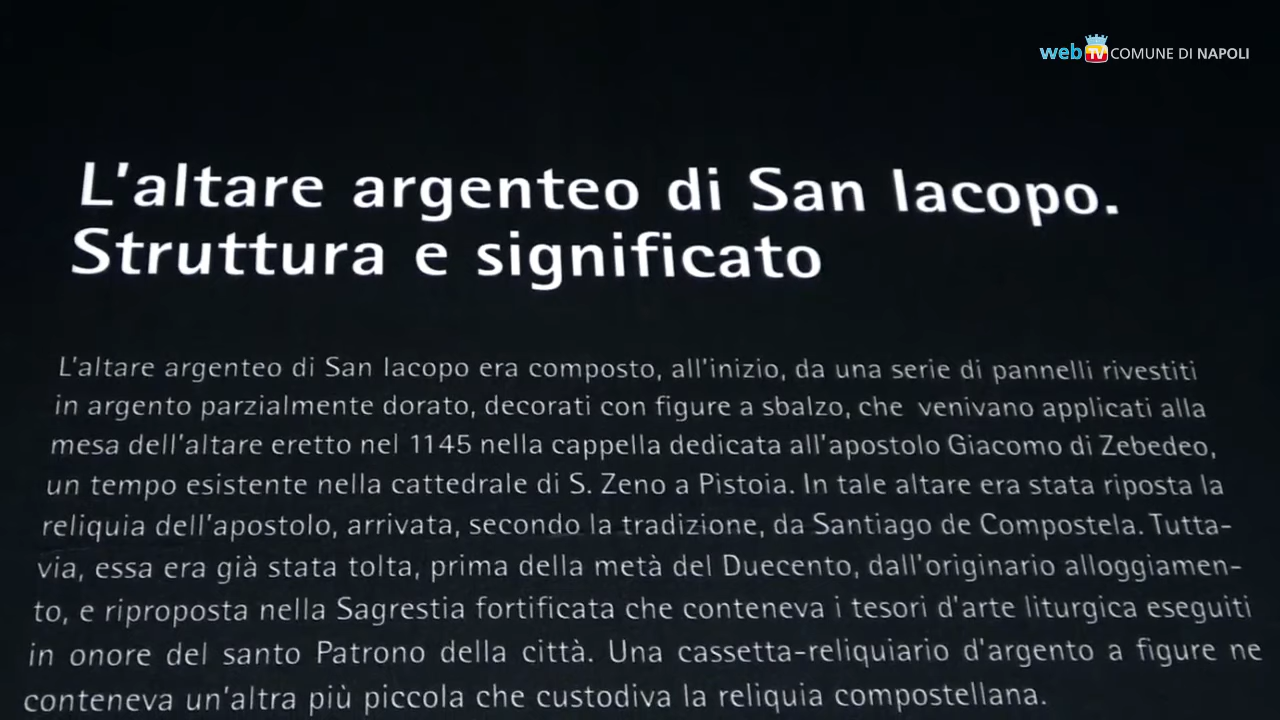 web TV COMUNE DI NAPOLI
L'altare argenteo di San Iacopo.
Struttura e significato
L'altare argenteo di San Iacopo era composto, all'inizio, da una serie di pannelli rivestiti
in argento parzialmente dorato, decorati con figure a sbalzo, che venivano applicati alla
mesa dell'altare eretto nel 1145 nella cappella dedicata all'apostolo Giacomo di Zebedeo,
un tempo esistente nella cattedrale di S. Zeno a Pistoia. In tale altare era stata riposta la
reliquia dell'apostolo, arrivata, secondo la tradizione, da Santiago de Compostela. Tutta-
via, essa era già stata tolta, prima della metà del Duecento, dall'originario alloggiamen-
to, e riproposta nella Sagrestia fortificata che conteneva i tesori d'arte liturgica eseguiti
in onore del santo Patrono della città. Una cassetta-reliquiario d'argento a figure ne
conteneva un'altra più piccola che custodiva la reliquia compostellana.